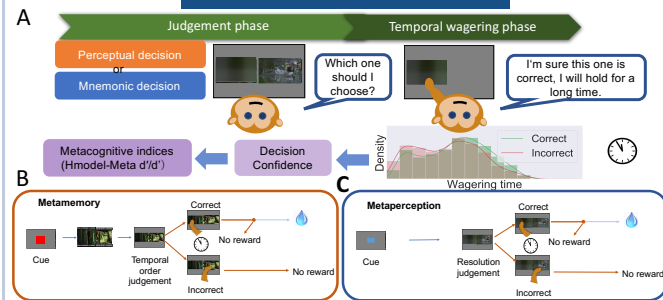 A
Judgement phase
Temporal wagering phase
Perceptual decision
or
Mnemonic decision
Which one
should I
choose?
I'm sure this one is
correct, I will hold for a
long time.
Metacognitive indices
(Hmodel-Meta d'/d')
Decision
Confidence
Density
Correct
Incorrect
Wagering time
B
Metamemory
Cue
Temporal
order
judgement
Correct
No reward
No reward
Incorrect
C
Metaperception
Cue
Resolution
judgement
Correct
No reward
No reward
Incorrect